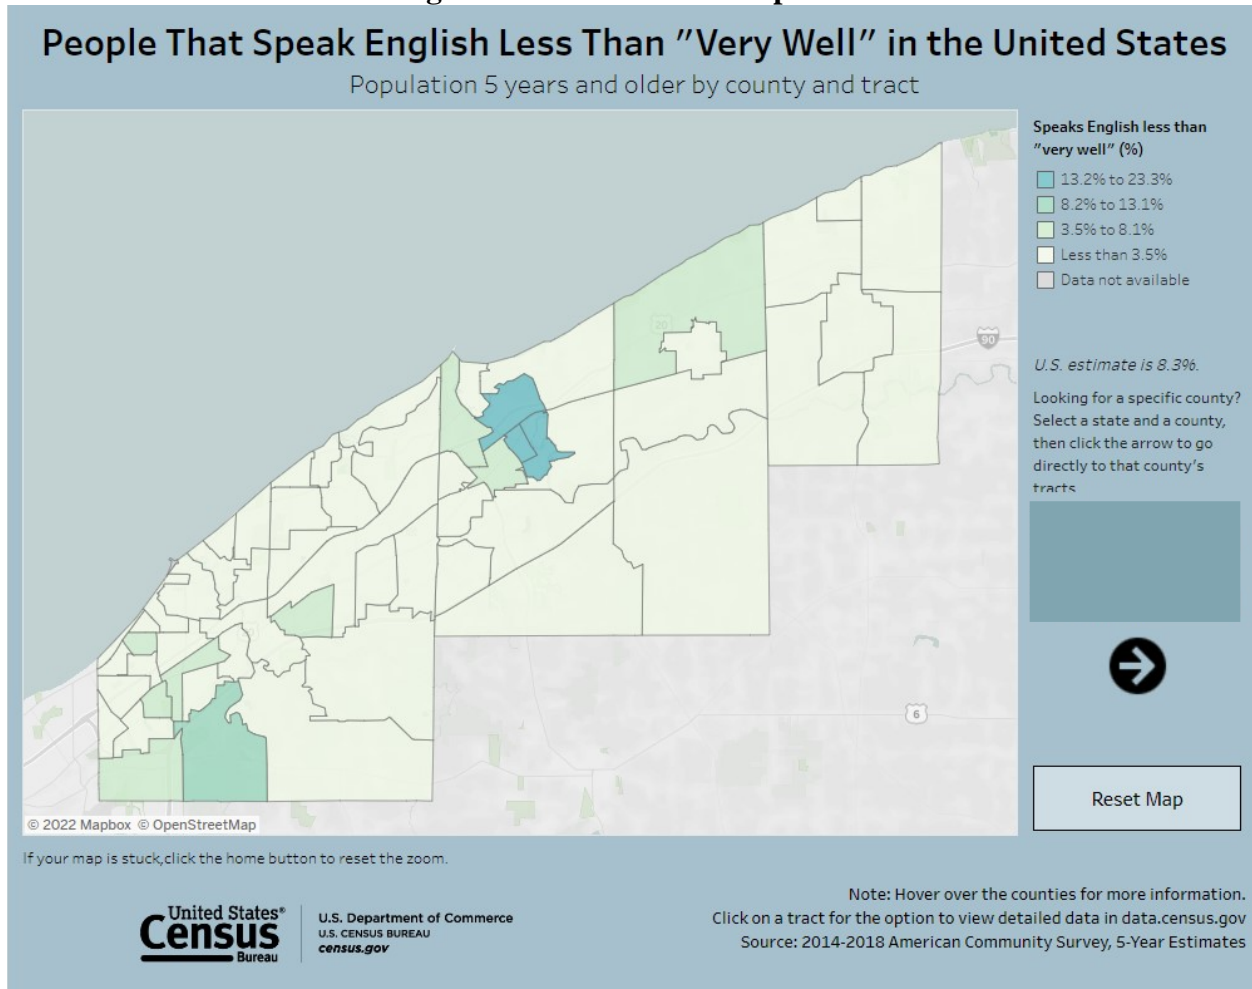 People That Speak English Less Than "Very Well" in the United States
Population 5 years and older by county and tract
Speaks English less than
"very well" (%)
13.2% to 23.3%
8.2% to 13.1%
3.5% to 8.1%
Less than 3.5%
Data not available
20
90
U.S. estimate is 8.3%.
Looking for a specific county?
Select a state and a county,
then click the arrow to go
directly to that county's
tracts
6
Reset Map
© 2022 Mapbox © OpenStreetMap
If your map is stuck,click the home button to reset the zoom.
United States®
Census
Bureau
U.S. Department of Commerce
U.S. CENSUS BUREAU
census.gov
Note: Hover over the counties for more information.
Click on a tract for the option to view detailed data in data.census.gov
Source: 2014-2018 American Community Survey, 5-Year Estimates